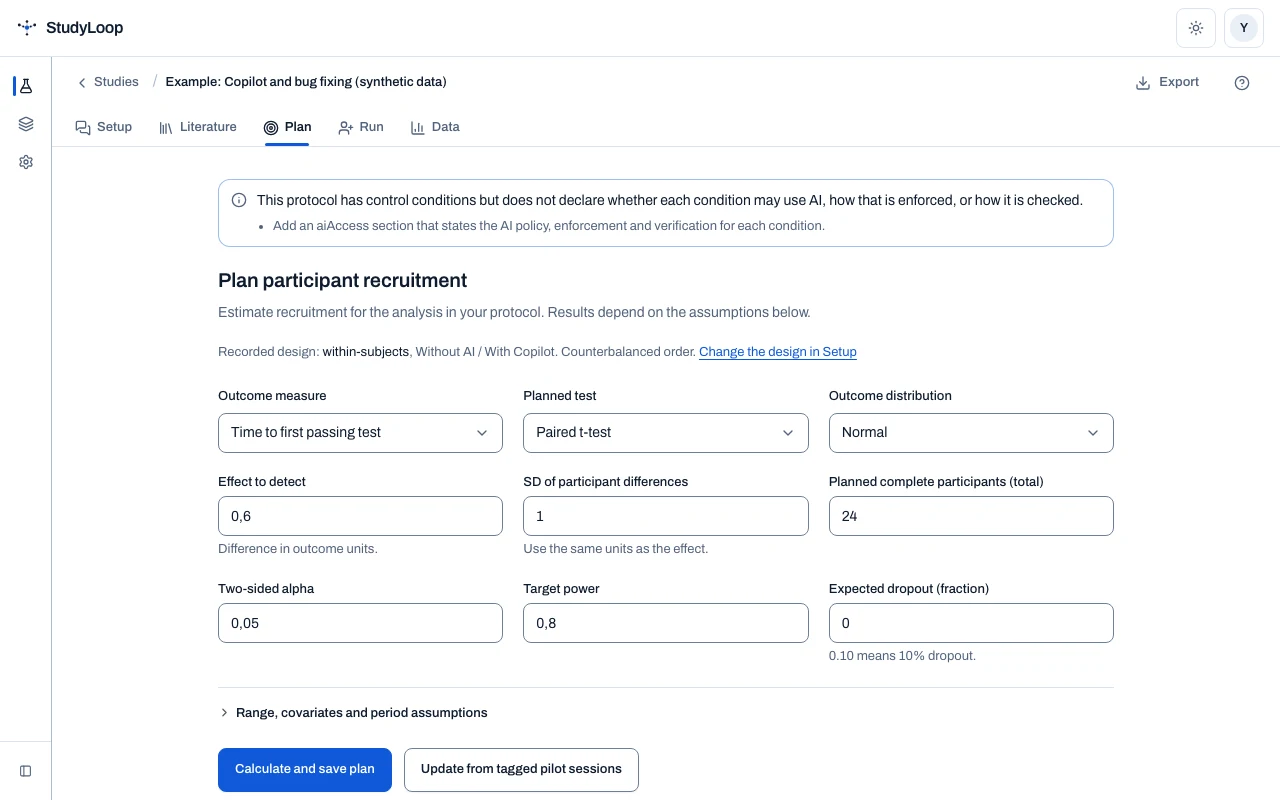 StudyLoop
Y
Studies / Example: Copilot and bug fixing (synthetic data)
Export
Setup
Literature
Plan
Run
Data
This protocol has control conditions but does not declare whether each condition may use AI, how that is enforced, or how it is checked.
• Add an aiAccess section that states the AI policy, enforcement and verification for each condition.
Plan participant recruitment
Estimate recruitment for the analysis in your protocol. Results depend on the assumptions below.
Recorded design: within-subjects, Without AI / With Copilot. Counterbalanced order. Change the design in Setup
Outcome measure
Planned test
Outcome distribution
Time to first passing test
Paired t-test
Normal
Effect to detect
SD of participant differences
Planned complete participants (total)
0,6
1
24
Difference in outcome units.
Use the same units as the effect.
Two-sided alpha
Target power
Expected dropout (fraction)
0,05
0,8
0
0.10 means 10% dropout.
Range, covariates and period assumptions
Calculate and save plan
Update from tagged pilot sessions